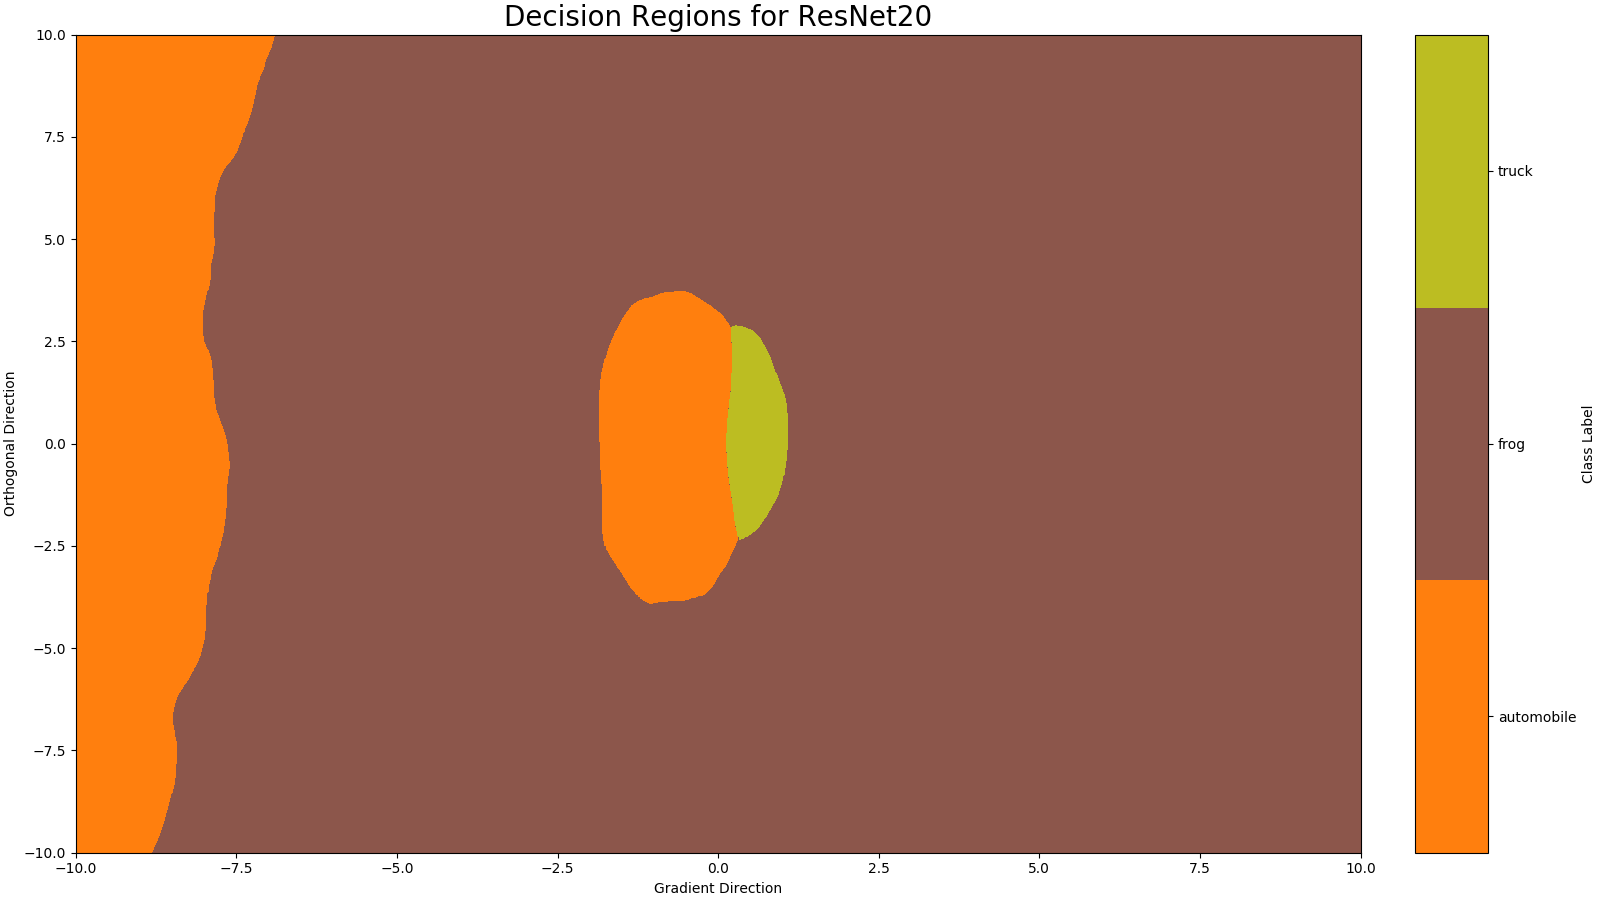 Decision Regions for ResNet20
10.0
7.5
5.0
2.5
0.0
−2.5
−5.0
−7.5
−10.0
Orthogonal Direction
−10.0
−7.5
−5.0
−2.5
0.0
2.5
5.0
7.5
10.0
Gradient Direction
truck
frog
automobile
Class Label